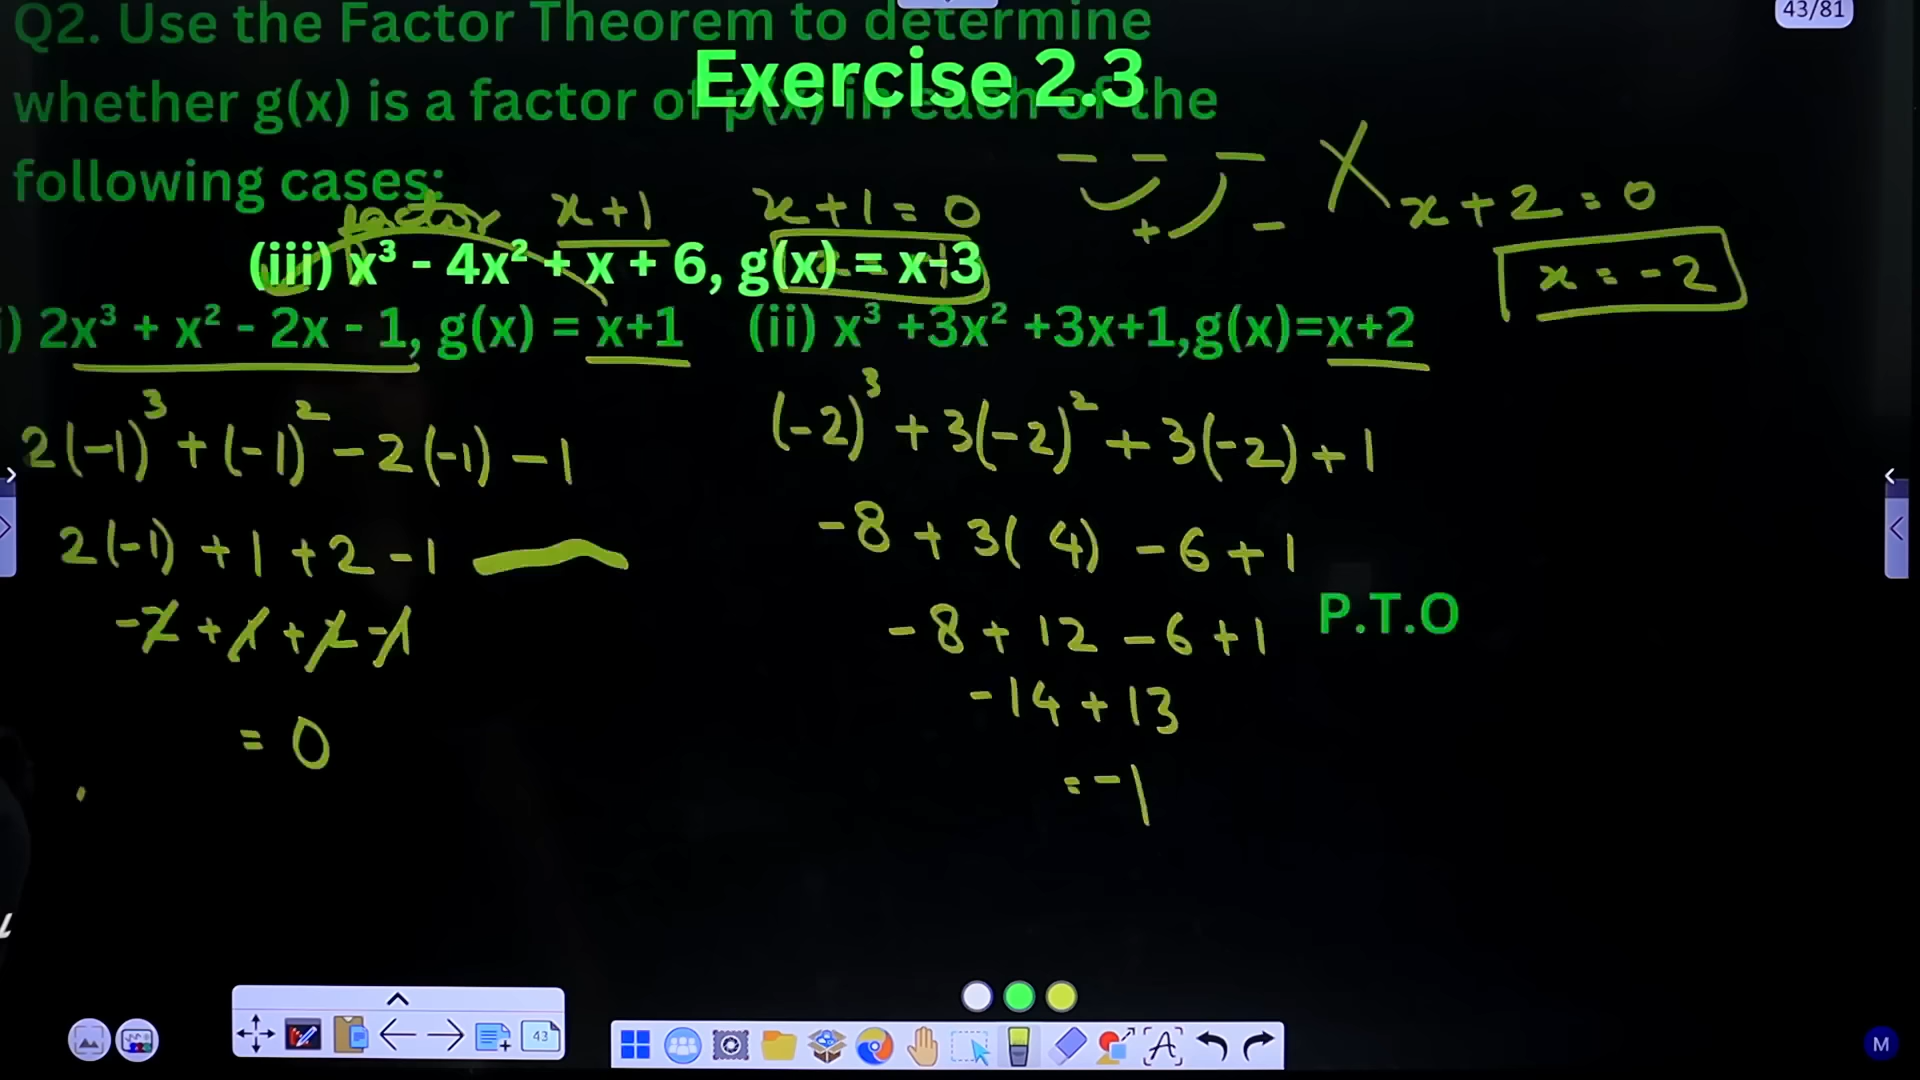 43/81
Q2. Use the Factor Theorem to determine
Exercise 2.3
whether g(x) is a factor of p(x) in each of the
following cases:
factor x+1 x+1=0
x+2=0
(iii) x³ - 4x² + x + 6, g(x) = x-3
x=-2
i) 2x³ + x² - 2x - 1, g(x) = x+1 (ii) x³ +3x² +3x+1,g(x)=x+2
2(-1)³ + (-1)² - 2(-1) - 1
(-2)³ + 3(-2)² + 3(-2) + 1
2(-1) + 1 + 2 - 1
-8 + 3(4) - 6 + 1
-2 + 1 + 2 - 1
-8 + 12 - 6 + 1
P.T.O
-14 + 13
= 0
= -1
43
M